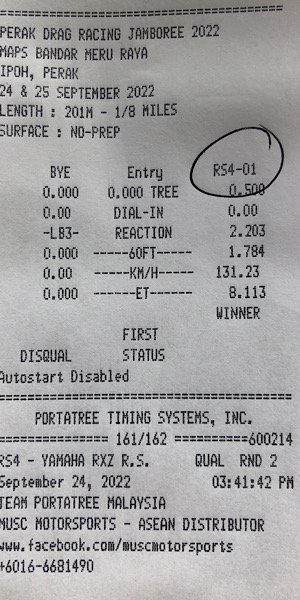 =====================================
PERAK DRAG RACING JAMBOREE 2022
MAPS BANDAR MERU RAYA
IPOH, PERAK
24 & 25 SEPTEMBER 2022
LENGTH : 201M - 1/8 MILES
SURFACE : NO-PREP
BYE Entry RS4-01
0.000 0.000 TREE 0.500
0.00 DIAL-IN 0.00
-LB3- REACTION 2.203
0.000 -----60FT----- 1.784
0.00 -----KM/H----- 131.23
0.000 ------ET------ 8.113
WINNER
FIRST
DISQUAL STATUS
Autostart Disabled
=====================================
PORTATREE TIMING SYSTEMS, INC.
=============== 161/162 ==========600214
RS4 - YAMAHA RXZ R.S. QUAL RND 2
September 24, 2022 03:41:42 PM
TEAM PORTATREE MALAYSIA
MUSC MOTORSPORTS - ASEAN DISTRIBUTOR
www.facebook.com/muscmotorsports
+6016-6681490